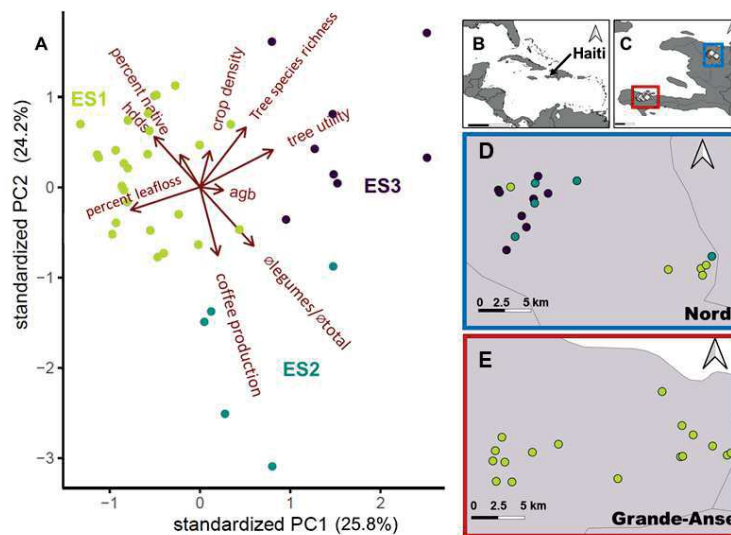 A
percent native
hdds
crop density
Tree species richness
tree utility
agb
percent leafloss
coffee production
ølegumes/øtotal
ES1
ES2
ES3
1
0
−1
−2
−3
standardized PC2 (24.2%)
−1 0 1 2
standardized PC1 (25.8%)
B
Haiti
C
D
0 2.5 5 km
Nord
E
0 2.5 5 km
Grande-Anse